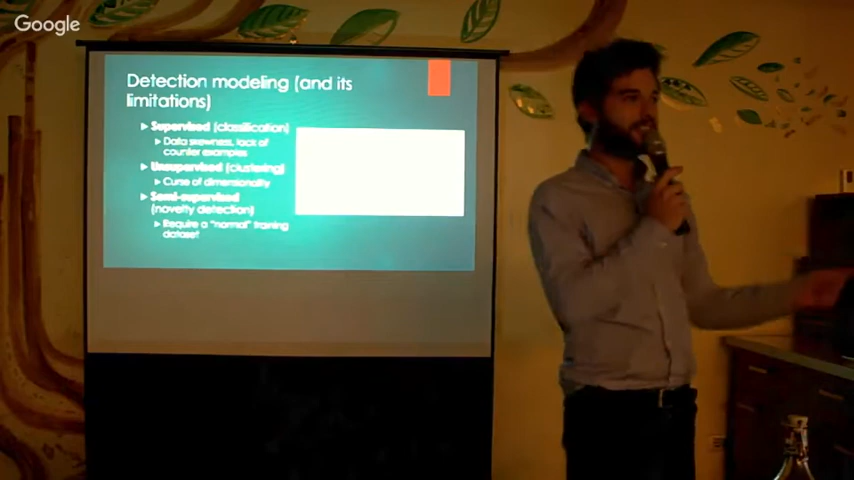 Google
Detection modeling (and its
limitations)
▶ Supervised (classification)
▶ Data skewness, lack of
counter examples
▶ Unsupervised (clustering)
▶ Curse of dimensionality
▶ Semi-supervised
(novelty detection)
▶ Require a "normal" training
dataset